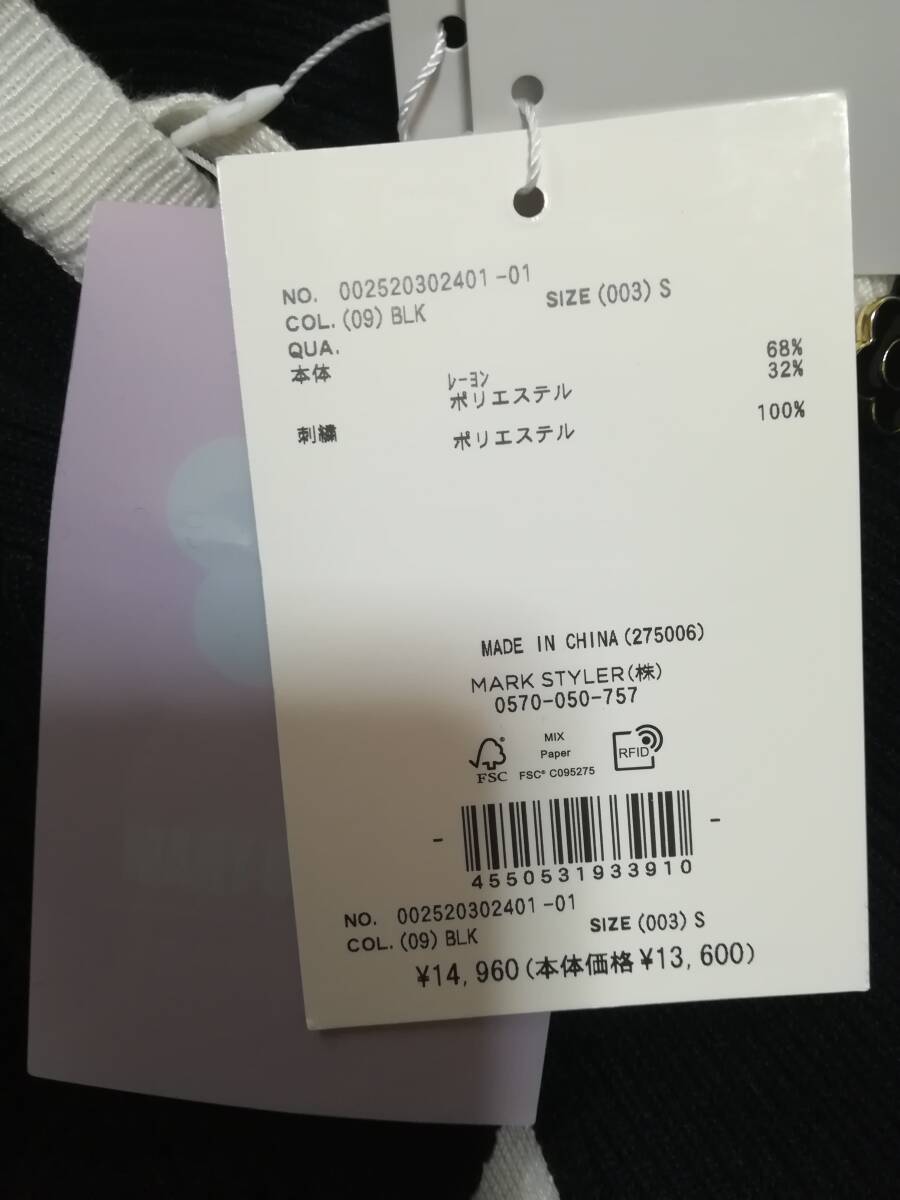 NO. 002520302401-01
COL. (09) BLK SIZE (003) S
QUA.
本体 レーヨン 68%
ポリエステル 32%
刺繍 ポリエステル 100%
MADE IN CHINA (275006)
MARK STYLER(株)
0570-050-757
FSC
MIX
Paper
FSC® C095275
RFID
4550531933910
NO. 002520302401-01
COL. (09) BLK SIZE (003) S
¥14,960(本体価格¥13,600)